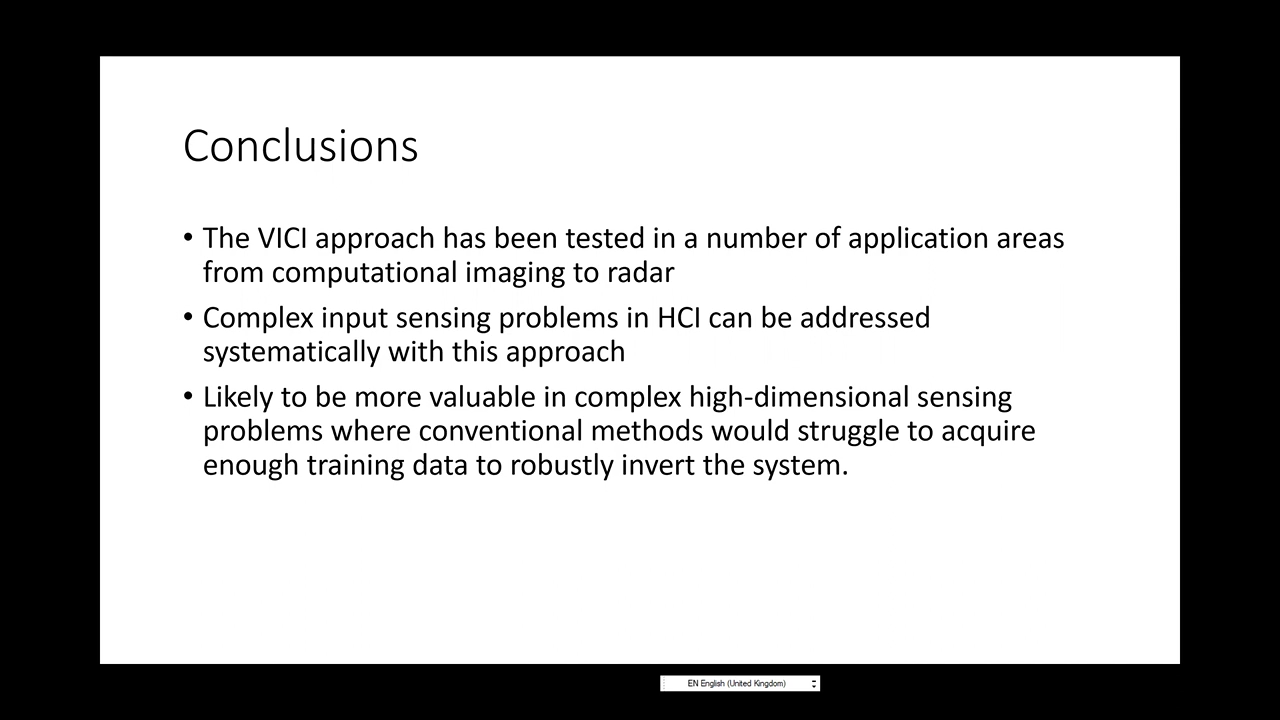 Conclusions
• The VICI approach has been tested in a number of application areas
from computational imaging to radar
• Complex input sensing problems in HCI can be addressed
systematically with this approach
• Likely to be more valuable in complex high-dimensional sensing
problems where conventional methods would struggle to acquire
enough training data to robustly invert the system.
EN English (United Kingdom)